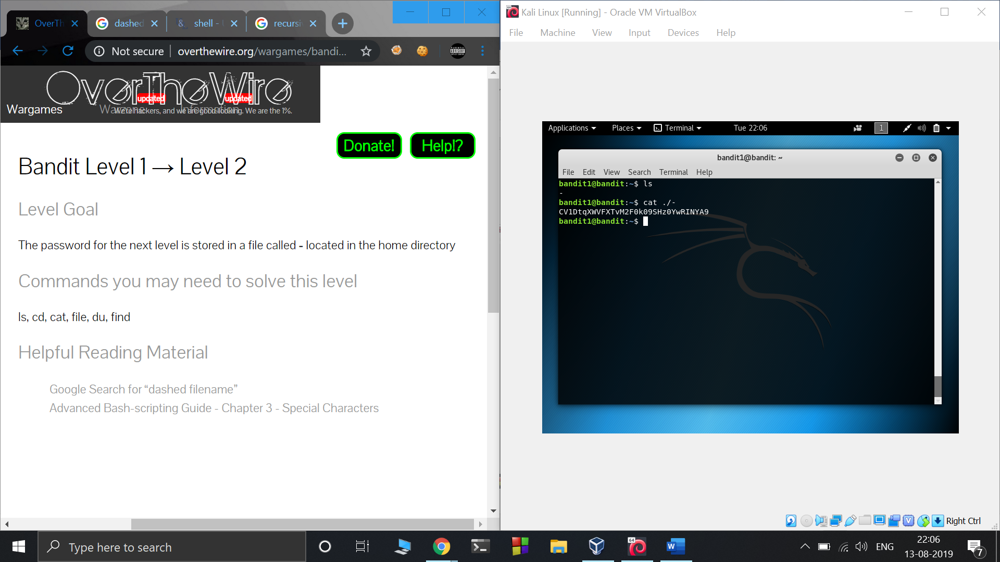 OverTh
dashed
shell - 
recursi
Not secure
overthewire.org/wargames/bandi...
OverTheWire
updated
updated
Wargames
Warzone
Information
We're hackers, and we are good-looking. We are the 1%.
Donate!
Help!?
Bandit Level 1 → Level 2
Level Goal
The password for the next level is stored in a file called - located in the home directory
Commands you may need to solve this level
ls, cd, cat, file, du, find
Helpful Reading Material
Google Search for “dashed filename”
Advanced Bash-scripting Guide - Chapter 3 - Special Characters
64
Kali Linux [Running] - Oracle VM VirtualBox
File Machine View Input Devices Help
Applications Places Terminal Tue 22:06 1
bandit1@bandit: ~
File Edit View Search Terminal Help
bandit1@bandit:~$ ls
-
bandit1@bandit:~$ cat ./-
CV1DtqXWVFXTvM2F0k09SHz0YwRINYA9
bandit1@bandit:~$
Right Ctrl
Type here to search
64
W
ENG
22:06
13-08-2019
7